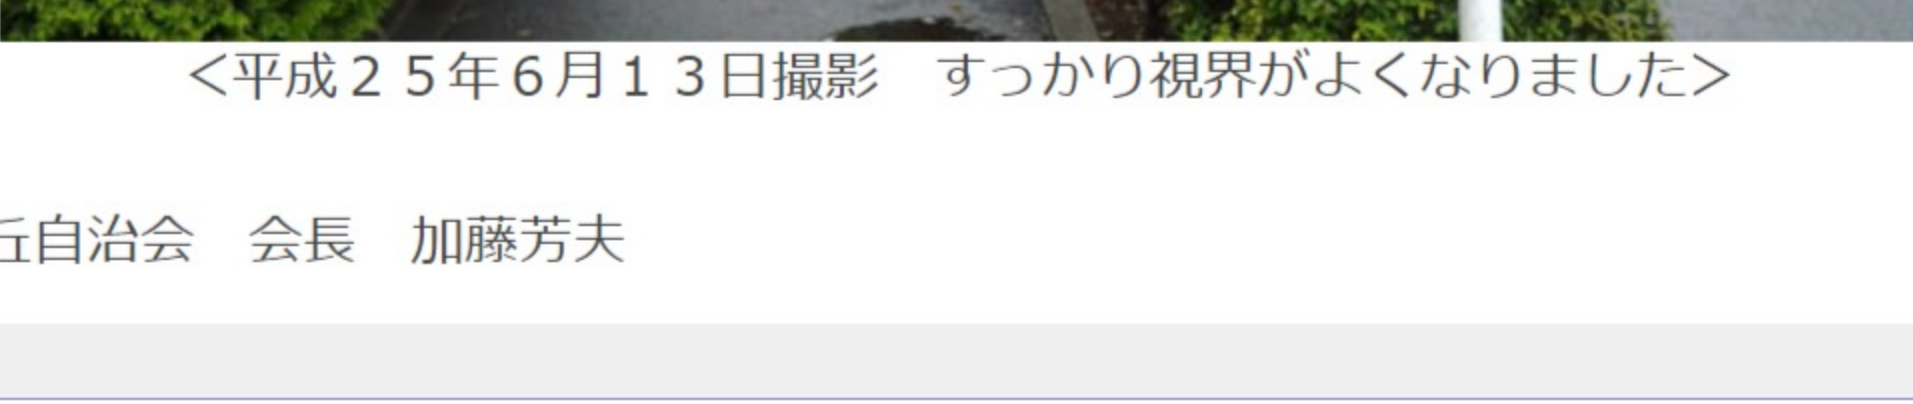 ＜平成２５年６月１３日撮影　すっかり視界がよくなりました＞
丘自治会　会長　加藤芳夫